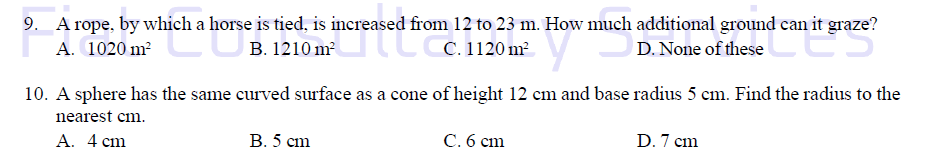 Fiat Consultancy Services
9. A rope, by which a horse is tied, is increased from 12 to 23 m. How much additional ground can it graze?
A. 1020 m² B. 1210 m² C. 1120 m² D. None of these
10. A sphere has the same curved surface as a cone of height 12 cm and base radius 5 cm. Find the radius to the
nearest cm.
A. 4 cm B. 5 cm C. 6 cm D. 7 cm